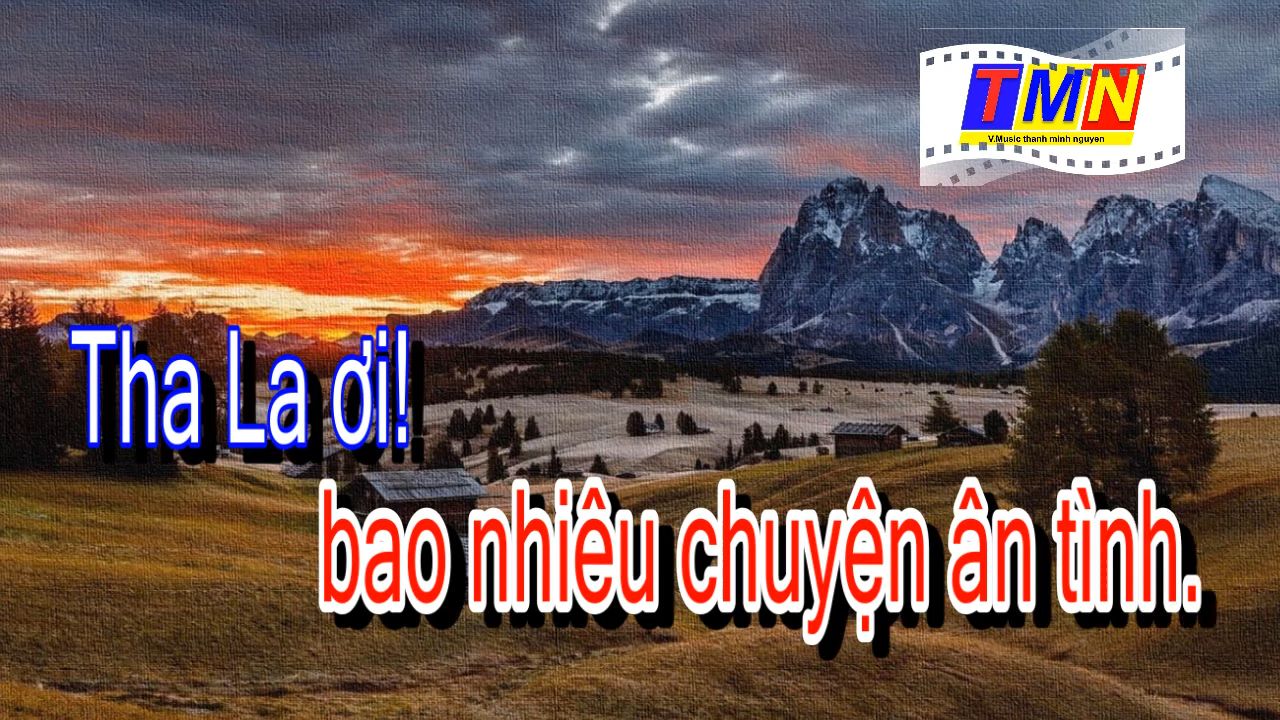 TMN
V.Music thanh minh nguyen
Tha La ơi!
bao nhiêu chuyện ân tình.